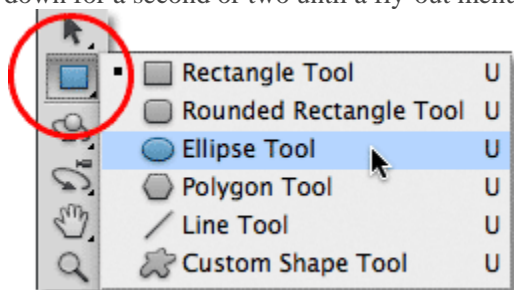 down for a second or two until a fly-out menu
Rectangle Tool U
Rounded Rectangle Tool U
Ellipse Tool U
Polygon Tool U
Line Tool U
Custom Shape Tool U